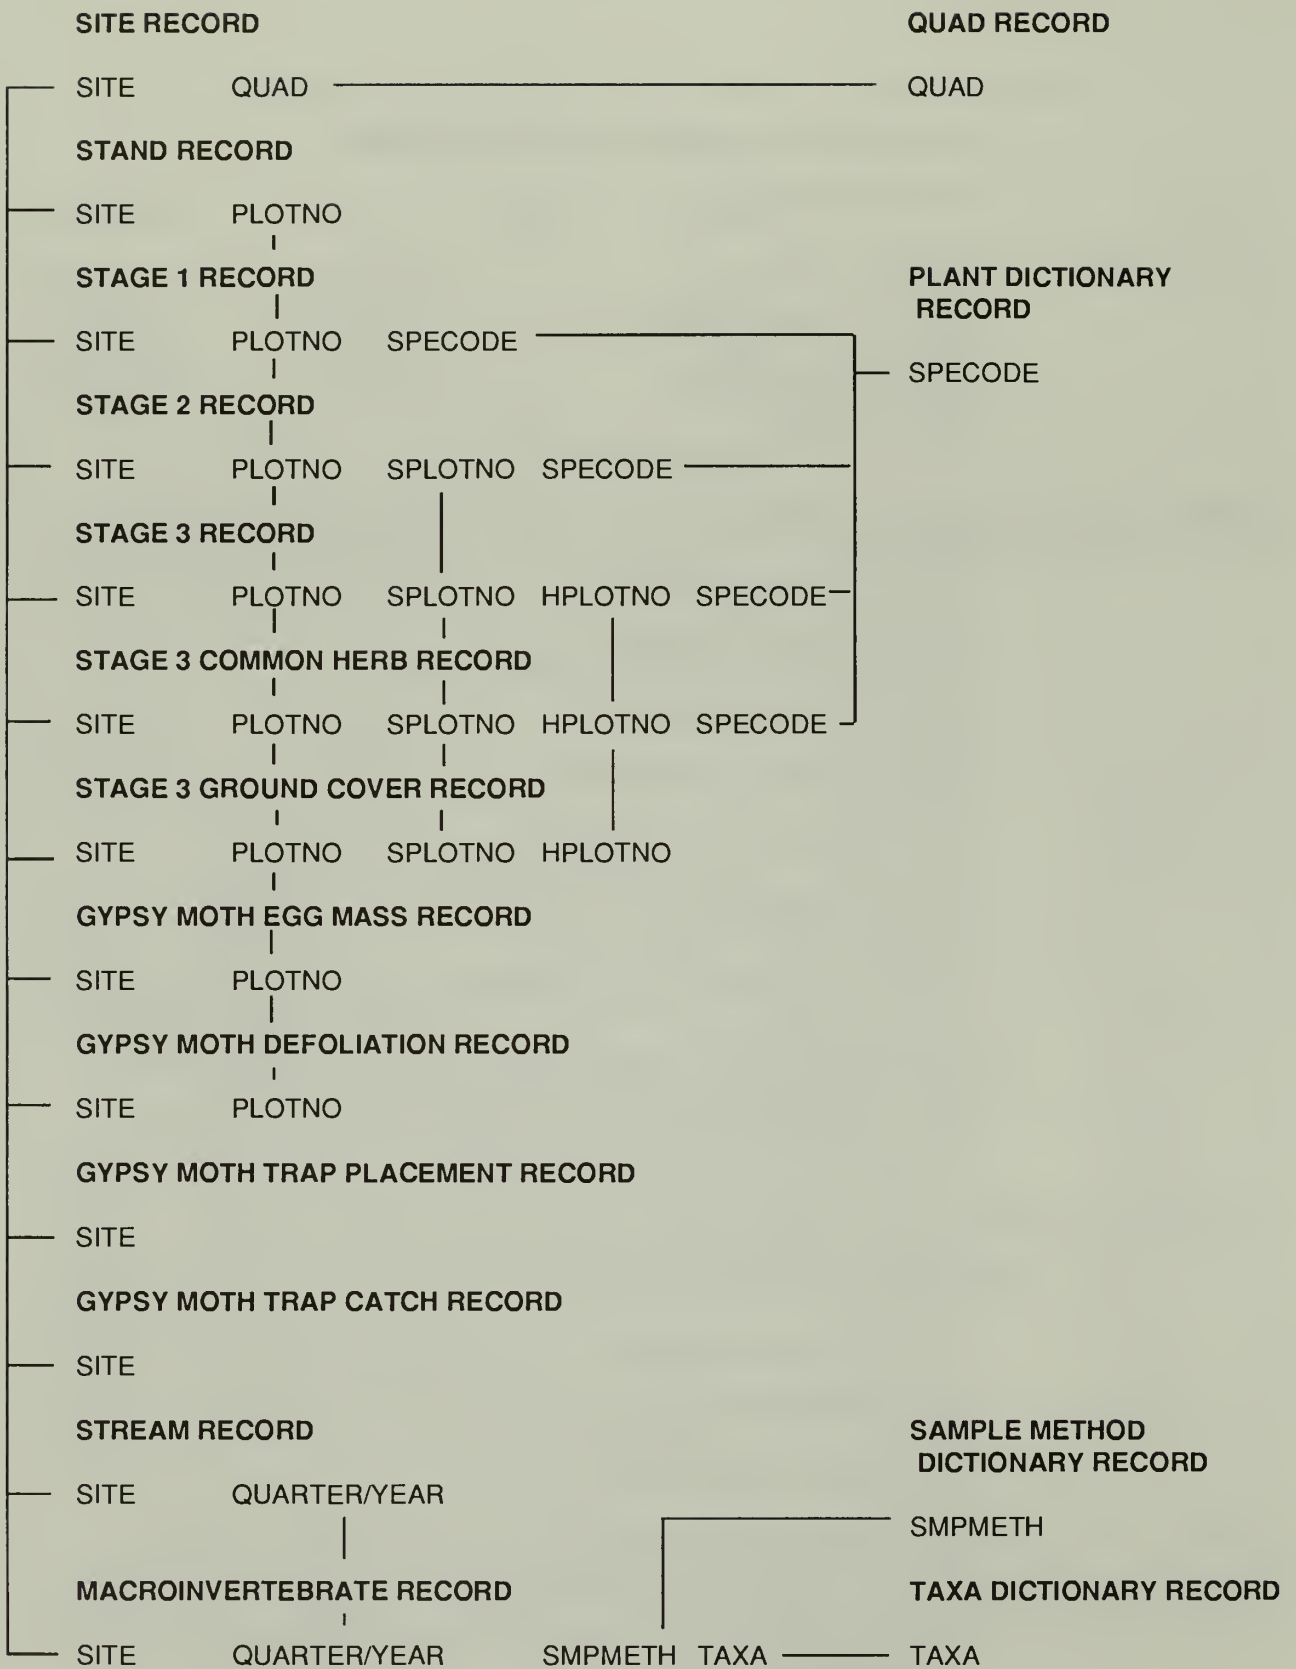 SITE RECORD QUAD RECORD
SITE QUAD QUAD
STAND RECORD
SITE PLOTNO
STAGE 1 RECORD PLANT DICTIONARY
RECORD
SITE PLOTNO SPECODE
SPECODE
STAGE 2 RECORD
SITE PLOTNO SPLOTNO SPECODE
STAGE 3 RECORD
SITE PLOTNO SPLOTNO HPLOTNO SPECODE
STAGE 3 COMMON HERB RECORD
SITE PLOTNO SPLOTNO HPLOTNO SPECODE
STAGE 3 GROUND COVER RECORD
SITE PLOTNO SPLOTNO HPLOTNO
GYPSY MOTH EGG MASS RECORD
SITE PLOTNO
GYPSY MOTH DEFOLIATION RECORD
SITE PLOTNO
GYPSY MOTH TRAP PLACEMENT RECORD
SITE
GYPSY MOTH TRAP CATCH RECORD
SITE
STREAM RECORD SAMPLE METHOD
DICTIONARY RECORD
SITE QUARTER/YEAR
SMPMETH
MACROINVERTEBRATE RECORD TAXA DICTIONARY RECORD
SITE QUARTER/YEAR SMPMETH TAXA TAXA